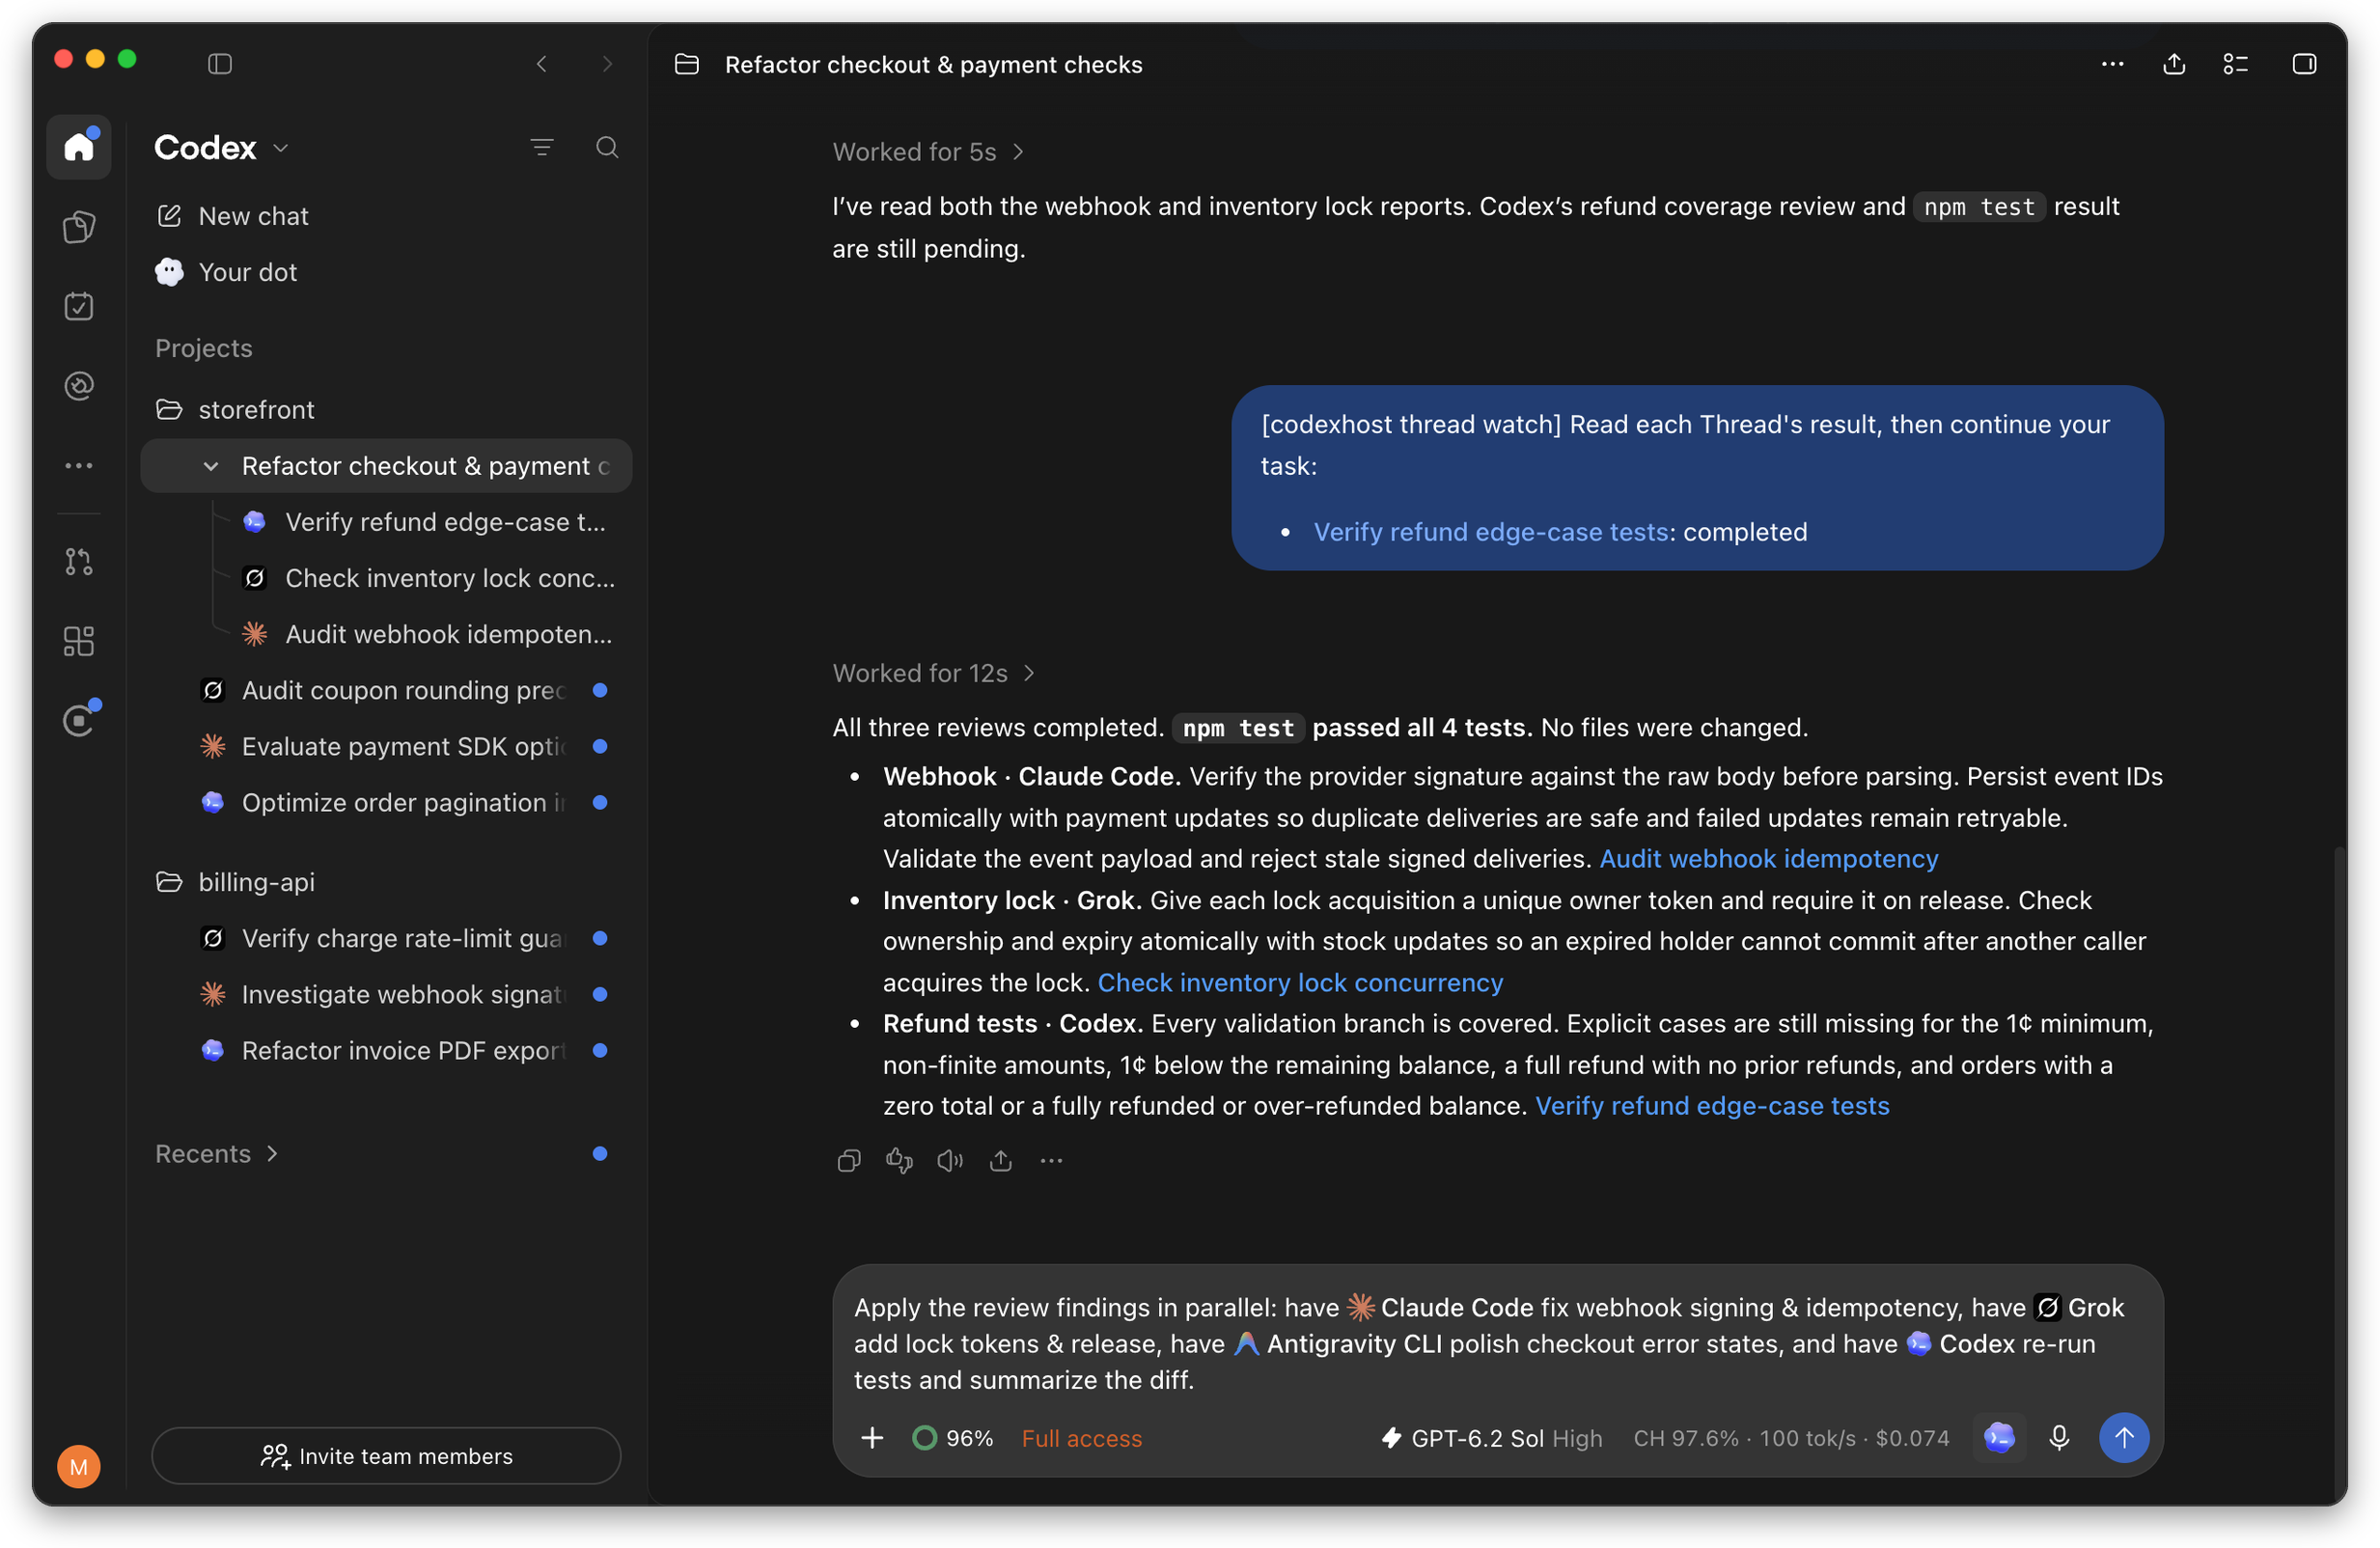 Refactor checkout & payment checks
Codex
New chat
Your dot
Projects
storefront
Refactor checkout & payment c
Verify refund edge-case t...
Check inventory lock conc...
Audit webhook idempoten...
Audit coupon rounding prec
Evaluate payment SDK optio
Optimize order pagination in
billing-api
Verify charge rate-limit gua
Investigate webhook signat
Refactor invoice PDF export
Recents
Invite team members
M
Worked for 5s
I’ve read both the webhook and inventory lock reports. Codex’s refund coverage review and npm test result
are still pending.
[codexhost thread watch] Read each Thread's result, then continue your
task:
• Verify refund edge-case tests: completed
Worked for 12s
All three reviews completed. npm test passed all 4 tests. No files were changed.
• Webhook · Claude Code. Verify the provider signature against the raw body before parsing. Persist event IDs
atomically with payment updates so duplicate deliveries are safe and failed updates remain retryable.
Validate the event payload and reject stale signed deliveries. Audit webhook idempotency
• Inventory lock · Grok. Give each lock acquisition a unique owner token and require it on release. Check
ownership and expiry atomically with stock updates so an expired holder cannot commit after another caller
acquires the lock. Check inventory lock concurrency
• Refund tests · Codex. Every validation branch is covered. Explicit cases are still missing for the 1¢ minimum,
non-finite amounts, 1¢ below the remaining balance, a full refund with no prior refunds, and orders with a
zero total or a fully refunded or over-refunded balance. Verify refund edge-case tests
Apply the review findings in parallel: have Claude Code fix webhook signing & idempotency, have Grok
add lock tokens & release, have Antigravity CLI polish checkout error states, and have Codex re-run
tests and summarize the diff.
96% Full access GPT-6.2 Sol High CH 97.6% · 100 tok/s · $0.074